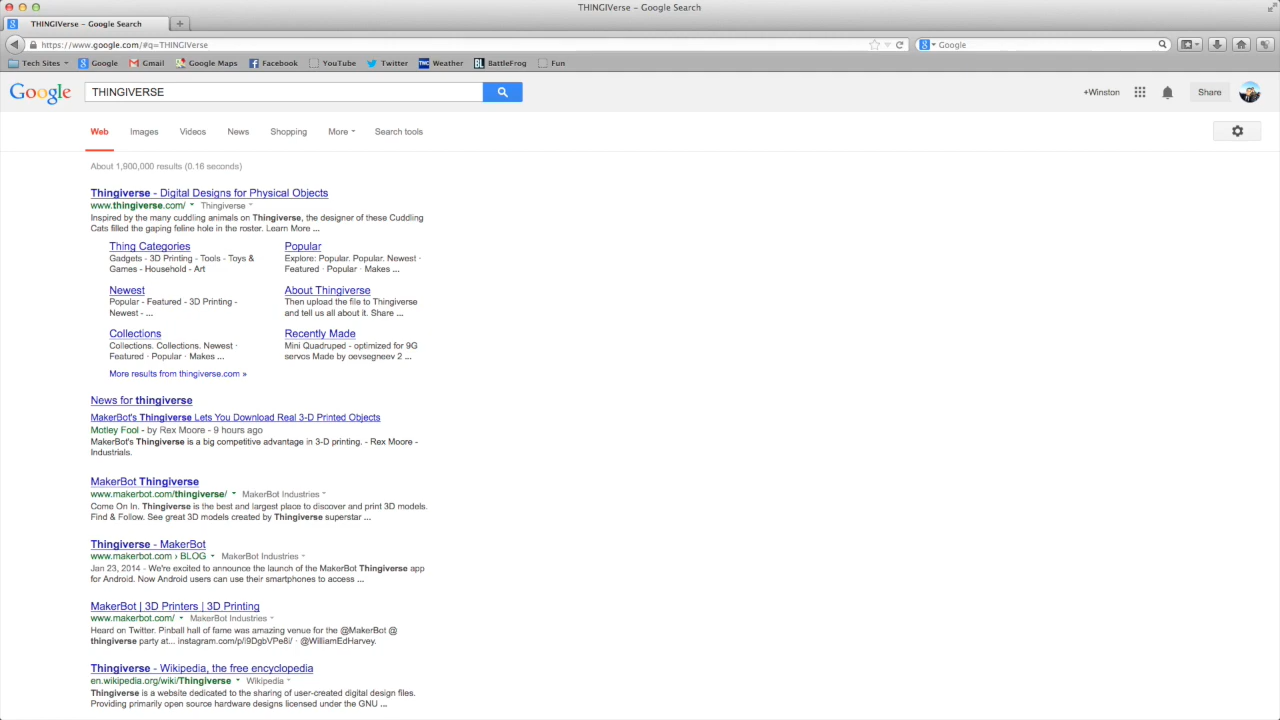 THINGIVerse – Google Search
THINGIVerse – Google Search
https://www.google.com/#q=THINGIVerse
Google
Tech Sites
Google
Gmail
Google Maps
Facebook
YouTube
Twitter
Weather
BattleFrog
Fun
Google
THINGIVERSE
+Winston
Share
Web
Images
Videos
News
Shopping
More
Search tools
About 1,900,000 results (0.16 seconds)
Thingiverse - Digital Designs for Physical Objects
www.thingiverse.com/ Thingiverse
Inspired by the many cuddling animals on Thingiverse, the designer of these Cuddling
Cats filled the gaping feline hole in the roster. Learn More ...
Thing Categories
Gadgets - 3D Printing - Tools - Toys &
Games - Household - Art
Popular
Explore: Popular. Popular. Newest ·
Featured · Popular · Makes ...
Newest
Popular - Featured - 3D Printing -
Newest - ...
About Thingiverse
Then upload the file to Thingiverse
and tell us all about it. Share ...
Collections
Collections. Collections. Newest ·
Featured · Popular · Makes ...
Recently Made
Mini Quadruped - optimized for 9G
servos Made by oevsegneev 2 ...
More results from thingiverse.com »
News for thingiverse
MakerBot's Thingiverse Lets You Download Real 3-D Printed Objects
Motley Fool - by Rex Moore - 9 hours ago
MakerBot's Thingiverse is a big competitive advantage in 3-D printing. - Rex Moore -
Industrials.
MakerBot Thingiverse
www.makerbot.com/thingiverse/ MakerBot Industries
Come On In. Thingiverse is the best and largest place to discover and print 3D models.
Find & Follow. See great 3D models created by Thingiverse superstar ...
Thingiverse - MakerBot
www.makerbot.com › BLOG MakerBot Industries
Jan 23, 2014 - We're excited to announce the launch of the MakerBot Thingiverse app
for Android. Now Android users can use their smartphones to access ...
MakerBot | 3D Printers | 3D Printing
www.makerbot.com/ MakerBot Industries
Heard on Twitter. Pinball hall of fame was amazing venue for the @MakerBot @
thingiverse party at... instagram.com/p/i9DgbVPe8i/ · @WilliamEdHarvey.
Thingiverse - Wikipedia, the free encyclopedia
en.wikipedia.org/wiki/Thingiverse Wikipedia
Thingiverse is a website dedicated to the sharing of user-created digital design files.
Providing primarily open source hardware designs licensed under the GNU ...